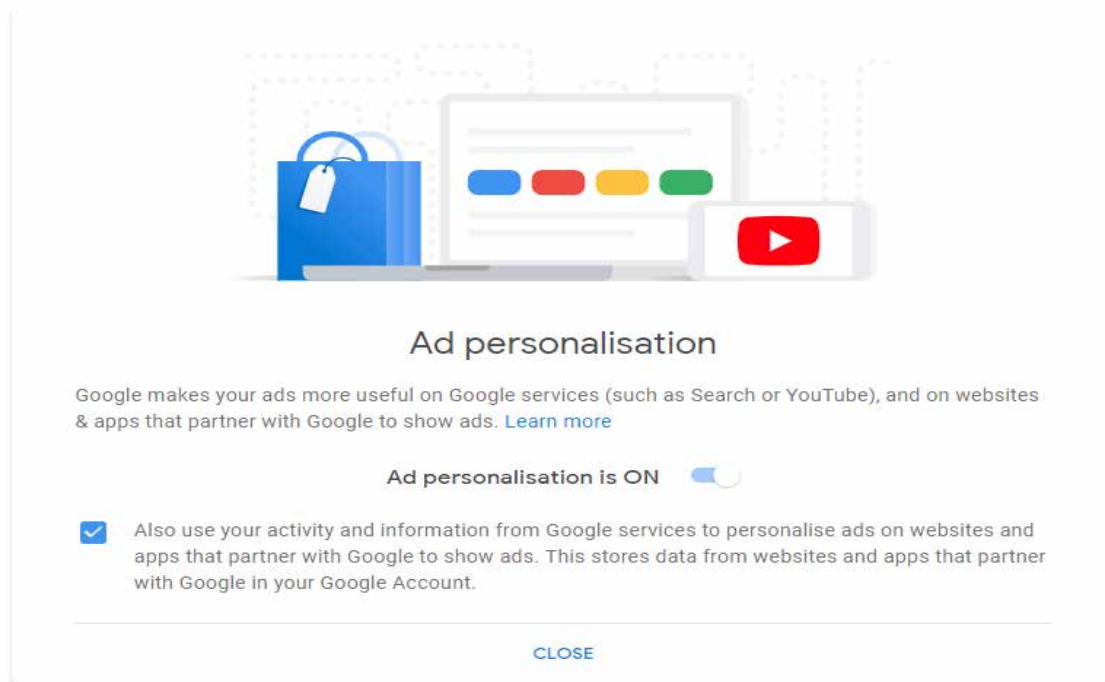 Ad personalisation
Google makes your ads more useful on Google services (such as Search or YouTube), and on websites
& apps that partner with Google to show ads. Learn more
Ad personalisation is ON
Also use your activity and information from Google services to personalise ads on websites and
apps that partner with Google to show ads. This stores data from websites and apps that partner
with Google in your Google Account.
CLOSE